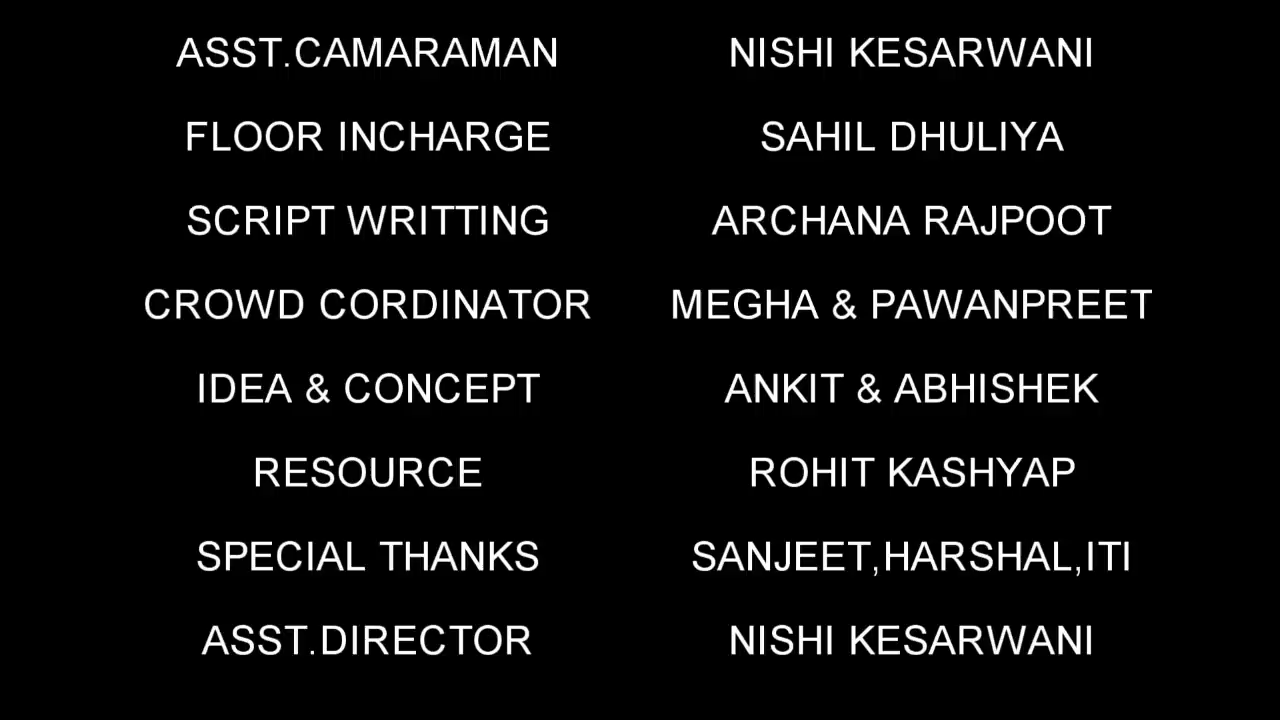 ASST.CAMARAMAN NISHI KESARWANI
FLOOR INCHARGE SAHIL DHULIYA
SCRIPT WRITTING ARCHANA RAJPOOT
CROWD CORDINATOR MEGHA & PAWANPREET
IDEA & CONCEPT ANKIT & ABHISHEK
RESOURCE ROHIT KASHYAP
SPECIAL THANKS SANJEET,HARSHAL,ITI
ASST.DIRECTOR NISHI KESARWANI